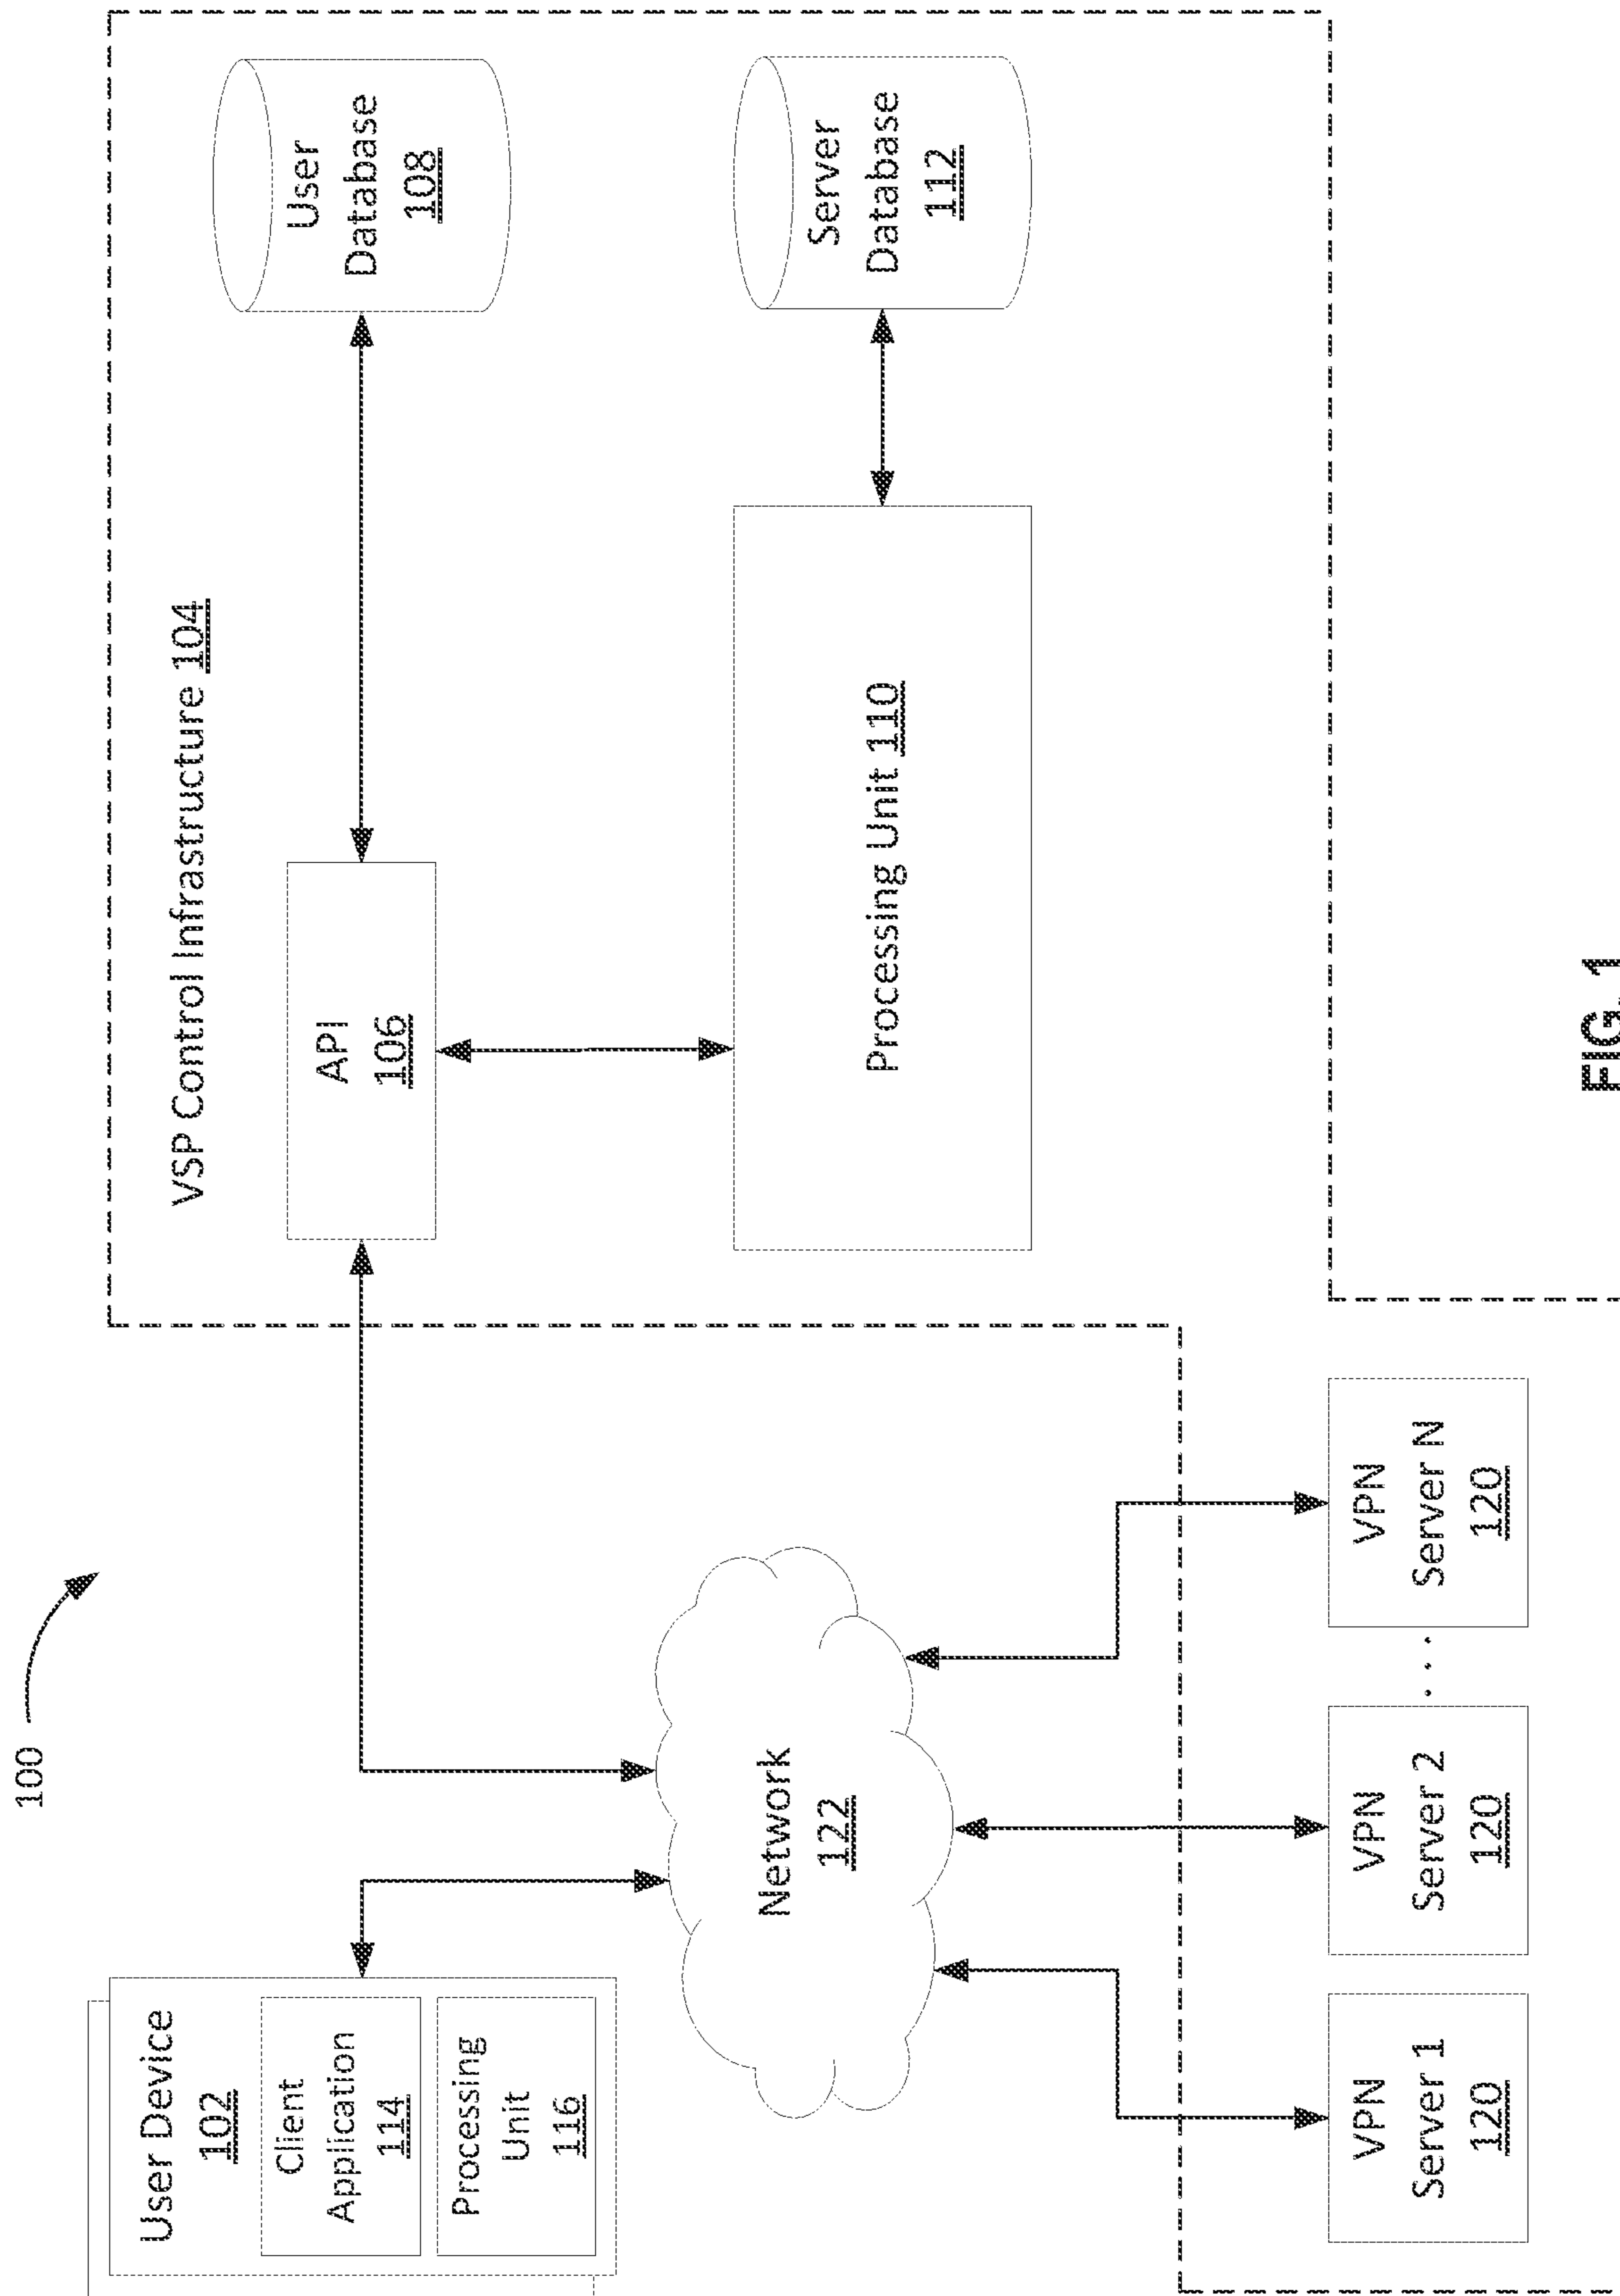 100
User Device
102
Client
Application
114
Processing
Unit
116
VSP Control Infrastructure 104
API
106
User
Database
108
Network
122
Processing Unit 110
Server
Database
112
VPN
Server 1
120
VPN
Server 2
120
. . .
VPN
Server N
120
FIG. 1